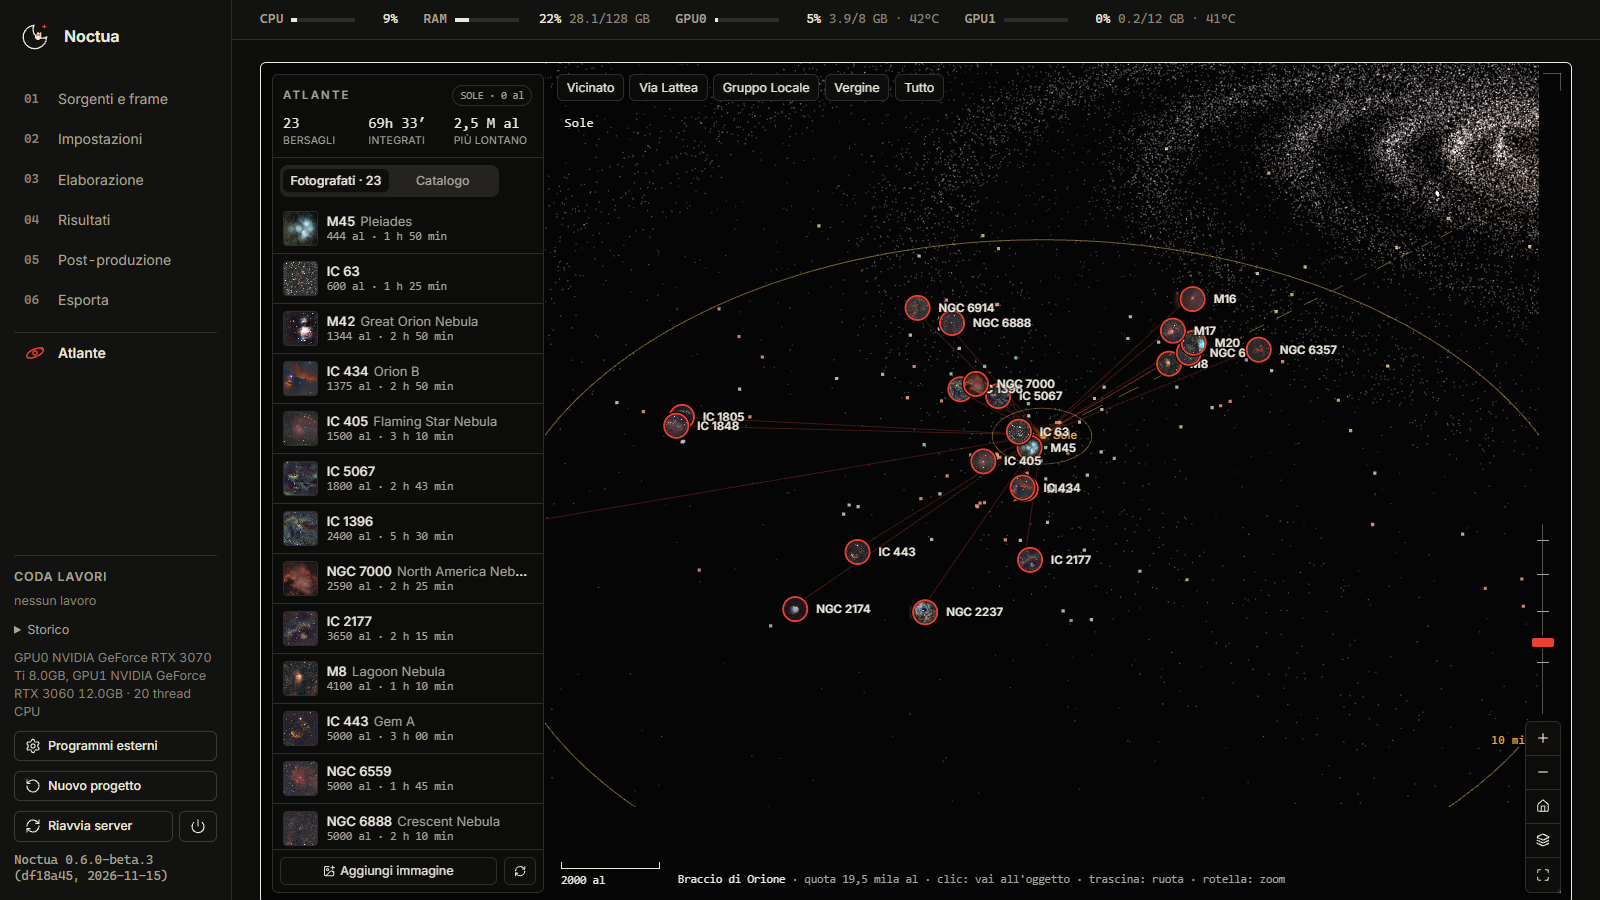 CPU 9% RAM 22% 28.1/128 GB GPU0 5% 3.9/8 GB · 42°C GPU1 0% 0.2/12 GB · 41°C
Noctua
01 Sorgenti e frame
02 Impostazioni
03 Elaborazione
04 Risultati
05 Post-produzione
06 Esporta
Atlante
CODA LAVORI
nessun lavoro
Storico
GPU0 NVIDIA GeForce RTX 3070
Ti 8.0GB, GPU1 NVIDIA GeForce
RTX 3060 12.0GB · 20 thread
CPU
Programmi esterni
Nuovo progetto
Riavvia server
Noctua 0.6.0-beta.3
(df18a45, 2026-11-15)
ATLANTE SOLE · 0 al
23 69h 33′ 2,5 M al
BERSAGLI INTEGRATI PIÙ LONTANO
Fotografati · 23 Catalogo
M45 Pleiades
444 al · 1 h 50 min
IC 63
600 al · 1 h 25 min
M42 Great Orion Nebula
1344 al · 2 h 50 min
IC 434 Orion B
1375 al · 2 h 50 min
IC 405 Flaming Star Nebula
1500 al · 3 h 10 min
IC 5067
1800 al · 2 h 43 min
IC 1396
2400 al · 5 h 30 min
NGC 7000 North America Neb...
2590 al · 2 h 25 min
IC 2177
3650 al · 2 h 15 min
M8 Lagoon Nebula
4100 al · 1 h 10 min
IC 443 Gem A
5000 al · 3 h 00 min
NGC 6559
5000 al · 1 h 45 min
NGC 6888 Crescent Nebula
5000 al · 2 h 10 min
Aggiungi immagine
Vicinato Via Lattea Gruppo Locale Vergine Tutto
Sole
M16
NGC 6914
NGC 6888
M17
M20
NGC 6357
NGC 6
M8
NGC 7000
IC 5067
IC 1805
IC 1848
IC 63
Sole
M45
IC 405
IC 434
IC 443
IC 2177
NGC 2174
NGC 2237
10 mi
2000 al
Braccio di Orione · quota 19,5 mila al · clic: vai all'oggetto · trascina: ruota · rotella: zoom